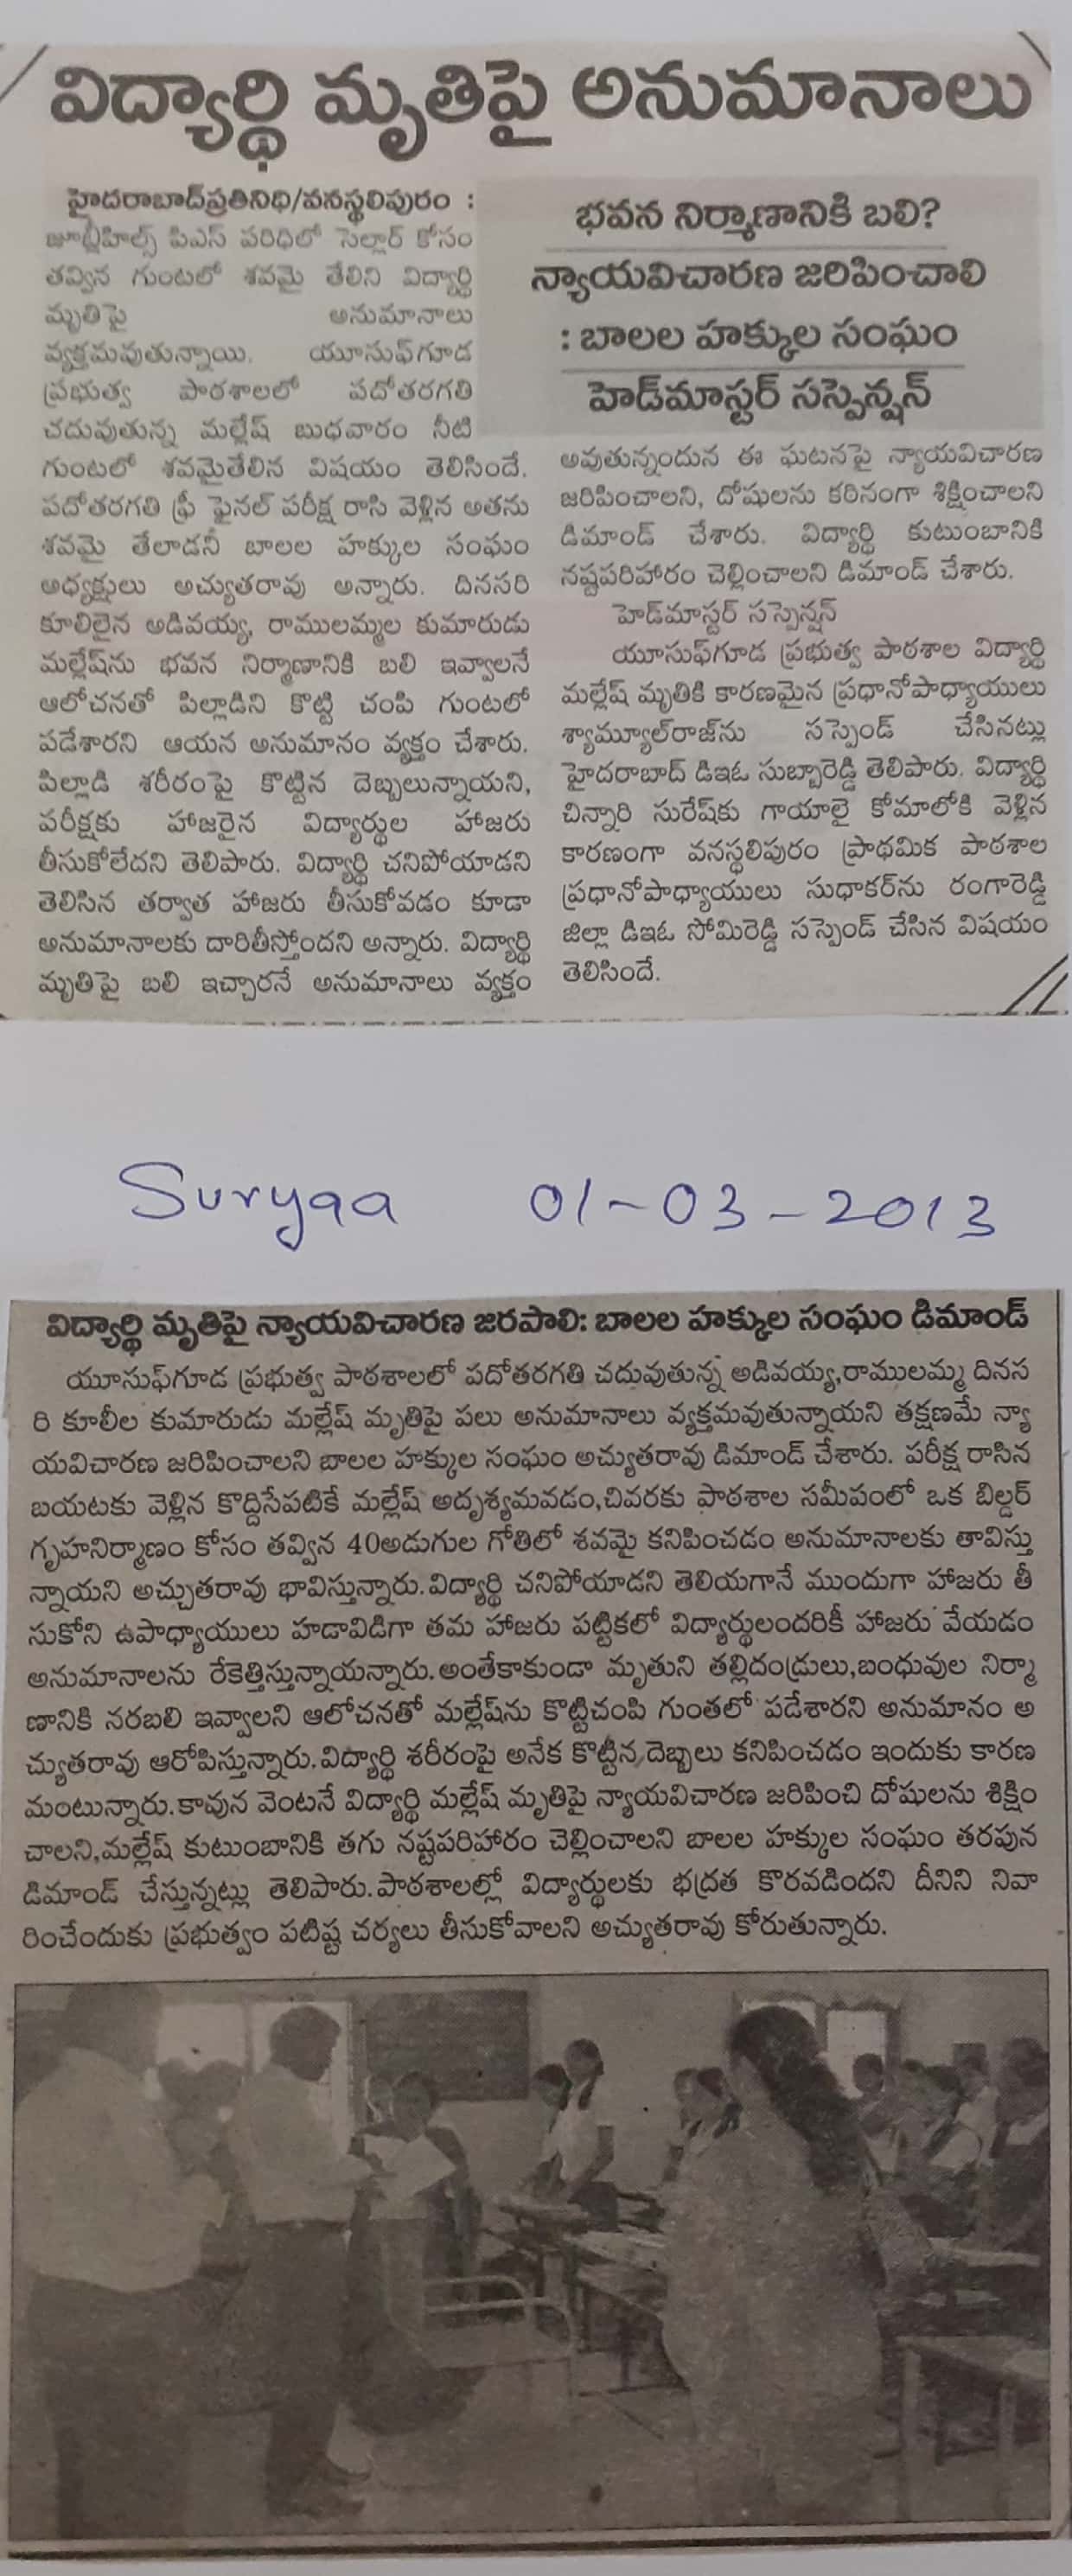 విద్యార్థి మృతిపై అనుమానాలు
హైదరాబాద్‌ప్రతినిధి/వనస్థలిపురం :
జూబ్లీహిల్స్ పిఎస్ పరిధిలో సెల్లార్ కోసం
తవ్విన గుంటలో శవమై తేలిని విద్యార్థి
మృతిపై అనుమానాలు
వ్యక్తమవుతున్నాయి. యూసుఫ్‌గూడ
ప్రభుత్వ పాఠశాలలో పదోతరగతి
చదువుతున్న మల్లేష్ బుధవారం నీటి
గుంటలో శవమైతేలిన విషయం తెలిసిందే.
పదోతరగతి ఫ్రీ ఫైనల్ పరీక్ష రాసి వెళ్లిన అతను
శవమై తేలాడనీ బాలల హక్కుల సంఘం
అధ్యక్షులు అచ్యుతరావు అన్నారు. దినసరి
కూలిలైన అడివయ్య, రాములమ్మల కుమారుడు
మల్లేష్‌ను భవన నిర్మాణానికి బలి ఇవ్వాలనే
ఆలోచనతో పిల్లాడిని కొట్టి చంపి గుంటలో
పడేశారని ఆయన అనుమానం వ్యక్తం చేశారు.
పిల్లాడి శరీరంపై కొట్టిన దెబ్బలున్నాయని,
పరీక్షకు హాజరైన విద్యార్థుల హాజరు
తీసుకోలేదని తెలిపారు. విద్యార్థి చనిపోయాడని
తెలిసిన తర్వాత హాజరు తీసుకోవడం కూడా
అనుమానాలకు దారితీస్తోందని అన్నారు. విద్యార్థి
మృతిపై బలి ఇచ్చారనే అనుమానాలు వ్యక్తం
భవన నిర్మాణానికి బలి?
న్యాయవిచారణ జరిపించాలి
: బాలల హక్కుల సంఘం
హెడ్‌మాస్టర్ సస్పెన్షన్
అవుతున్నందున ఈ ఘటనపై న్యాయవిచారణ
జరిపించాలని, దోషులను కఠినంగా శిక్షించాలని
డిమాండ్ చేశారు. విద్యార్థి కుటుంబానికి
నష్టపరిహారం చెల్లించాలని డిమాండ్ చేశారు.
హెడ్‌మాస్టర్ సస్పెన్షన్
యూసుఫ్‌గూడ ప్రభుత్వ పాఠశాల విద్యార్థి
మల్లేష్ మృతికి కారణమైన ప్రధానోపాధ్యాయులు
శ్యామ్యూల్‌రాజ్‌ను సస్పెండ్ చేసినట్లు
హైదరాబాద్ డిఇఓ సుబ్బారెడ్డి తెలిపారు. విద్యార్థి
చిన్నారి సురేష్‌కు గాయాలై కోమాలోకి వెళ్లిన
కారణంగా వనస్థలిపురం ప్రాథమిక పాఠశాల
ప్రధానోపాధ్యాయులు సుధాకర్‌ను రంగారెడ్డి
జిల్లా డిఇఓ సోమిరెడ్డి సస్పెండ్ చేసిన విషయం
తెలిసిందే.
Suryaa 01-03-2013
విద్యార్థి మృతిపై న్యాయవిచారణ జరపాలి: బాలల హక్కుల సంఘం డిమాండ్
యూసుఫ్‌గూడ ప్రభుత్వ పాఠశాలలో పదోతరగతి చదువుతున్న అడివయ్య,రాములమ్మ దినస
రి కూలీల కుమారుడు మల్లేష్ మృతిపై పలు అనుమానాలు వ్యక్తమవుతున్నాయని తక్షణమే న్యా
యవిచారణ జరిపించాలని బాలల హక్కుల సంఘం అచ్యుతరావు డిమాండ్ చేశారు. పరీక్ష రాసిన
బయటకు వెళ్లిన కొద్దిసేపటికే మల్లేష్ అదృశ్యమవడం,చివరకు పాఠశాల సమీపంలో ఒక బిల్డర్
గృహనిర్మాణం కోసం తవ్విన 40అడుగుల గోతిలో శవమై కనిపించడం అనుమానాలకు తావిస్తు
న్నాయని అచ్చుతరావు భావిస్తున్నారు.విద్యార్థి చనిపోయాడని తెలియగానే ముందుగా హాజరు తీ
సుకోని ఉపాధ్యాయులు హడావిడిగా తమ హాజరు పట్టికలో విద్యార్థులందరికీ హాజరు వేయడం
అనుమానాలను రేకెత్తిస్తున్నాయన్నారు.అంతేకాకుండా మృతుని తల్లిదండ్రులు,బంధువుల నిర్మా
ణానికి నరబలి ఇవ్వాలని ఆలోచనతో మల్లేష్‌ను కొట్టిచంపి గుంతలో పడేశారని అనుమానం అ
చ్యుతరావు ఆరోపిస్తున్నారు.విద్యార్థి శరీరంపై అనేక కొట్టిన దెబ్బలు కనిపించడం ఇందుకు కారణ
మంటున్నారు.కావున వెంటనే విద్యార్థి మల్లేష్ మృతిపై న్యాయవిచారణ జరిపించి దోషులను శిక్షిం
చాలని,మల్లేష్ కుటుంబానికి తగు నష్టపరిహారం చెల్లించాలని బాలల హక్కుల సంఘం తరపున
డిమాండ్ చేస్తున్నట్లు తెలిపారు.పాఠశాలల్లో విద్యార్థులకు భద్రత కొరవడిందని దీనిని నివా
రించేందుకు ప్రభుత్వం పటిష్ట చర్యలు తీసుకోవాలని అచ్యుతరావు కోరుతున్నారు.